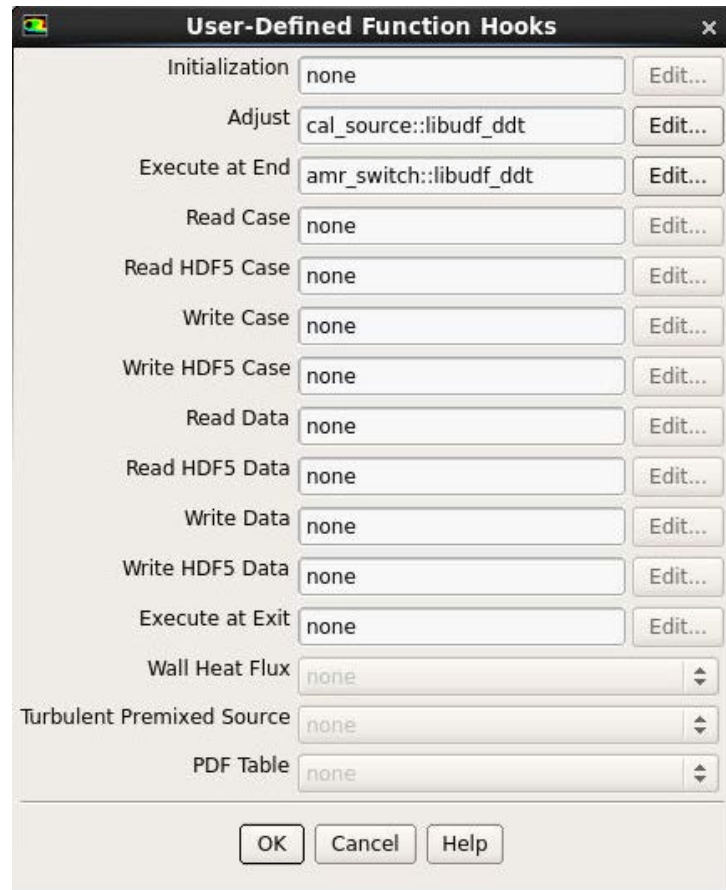 User-Defined Function Hooks ×
Initialization none Edit...
Adjust cal_source::libudf_ddt Edit...
Execute at End amr_switch::libudf_ddt Edit...
Read Case none Edit...
Read HDF5 Case none Edit...
Write Case none Edit...
Write HDF5 Case none Edit...
Read Data none Edit...
Read HDF5 Data none Edit...
Write Data none Edit...
Write HDF5 Data none Edit...
Execute at Exit none Edit...
Wall Heat Flux none
Turbulent Premixed Source none
PDF Table none
OK Cancel Help